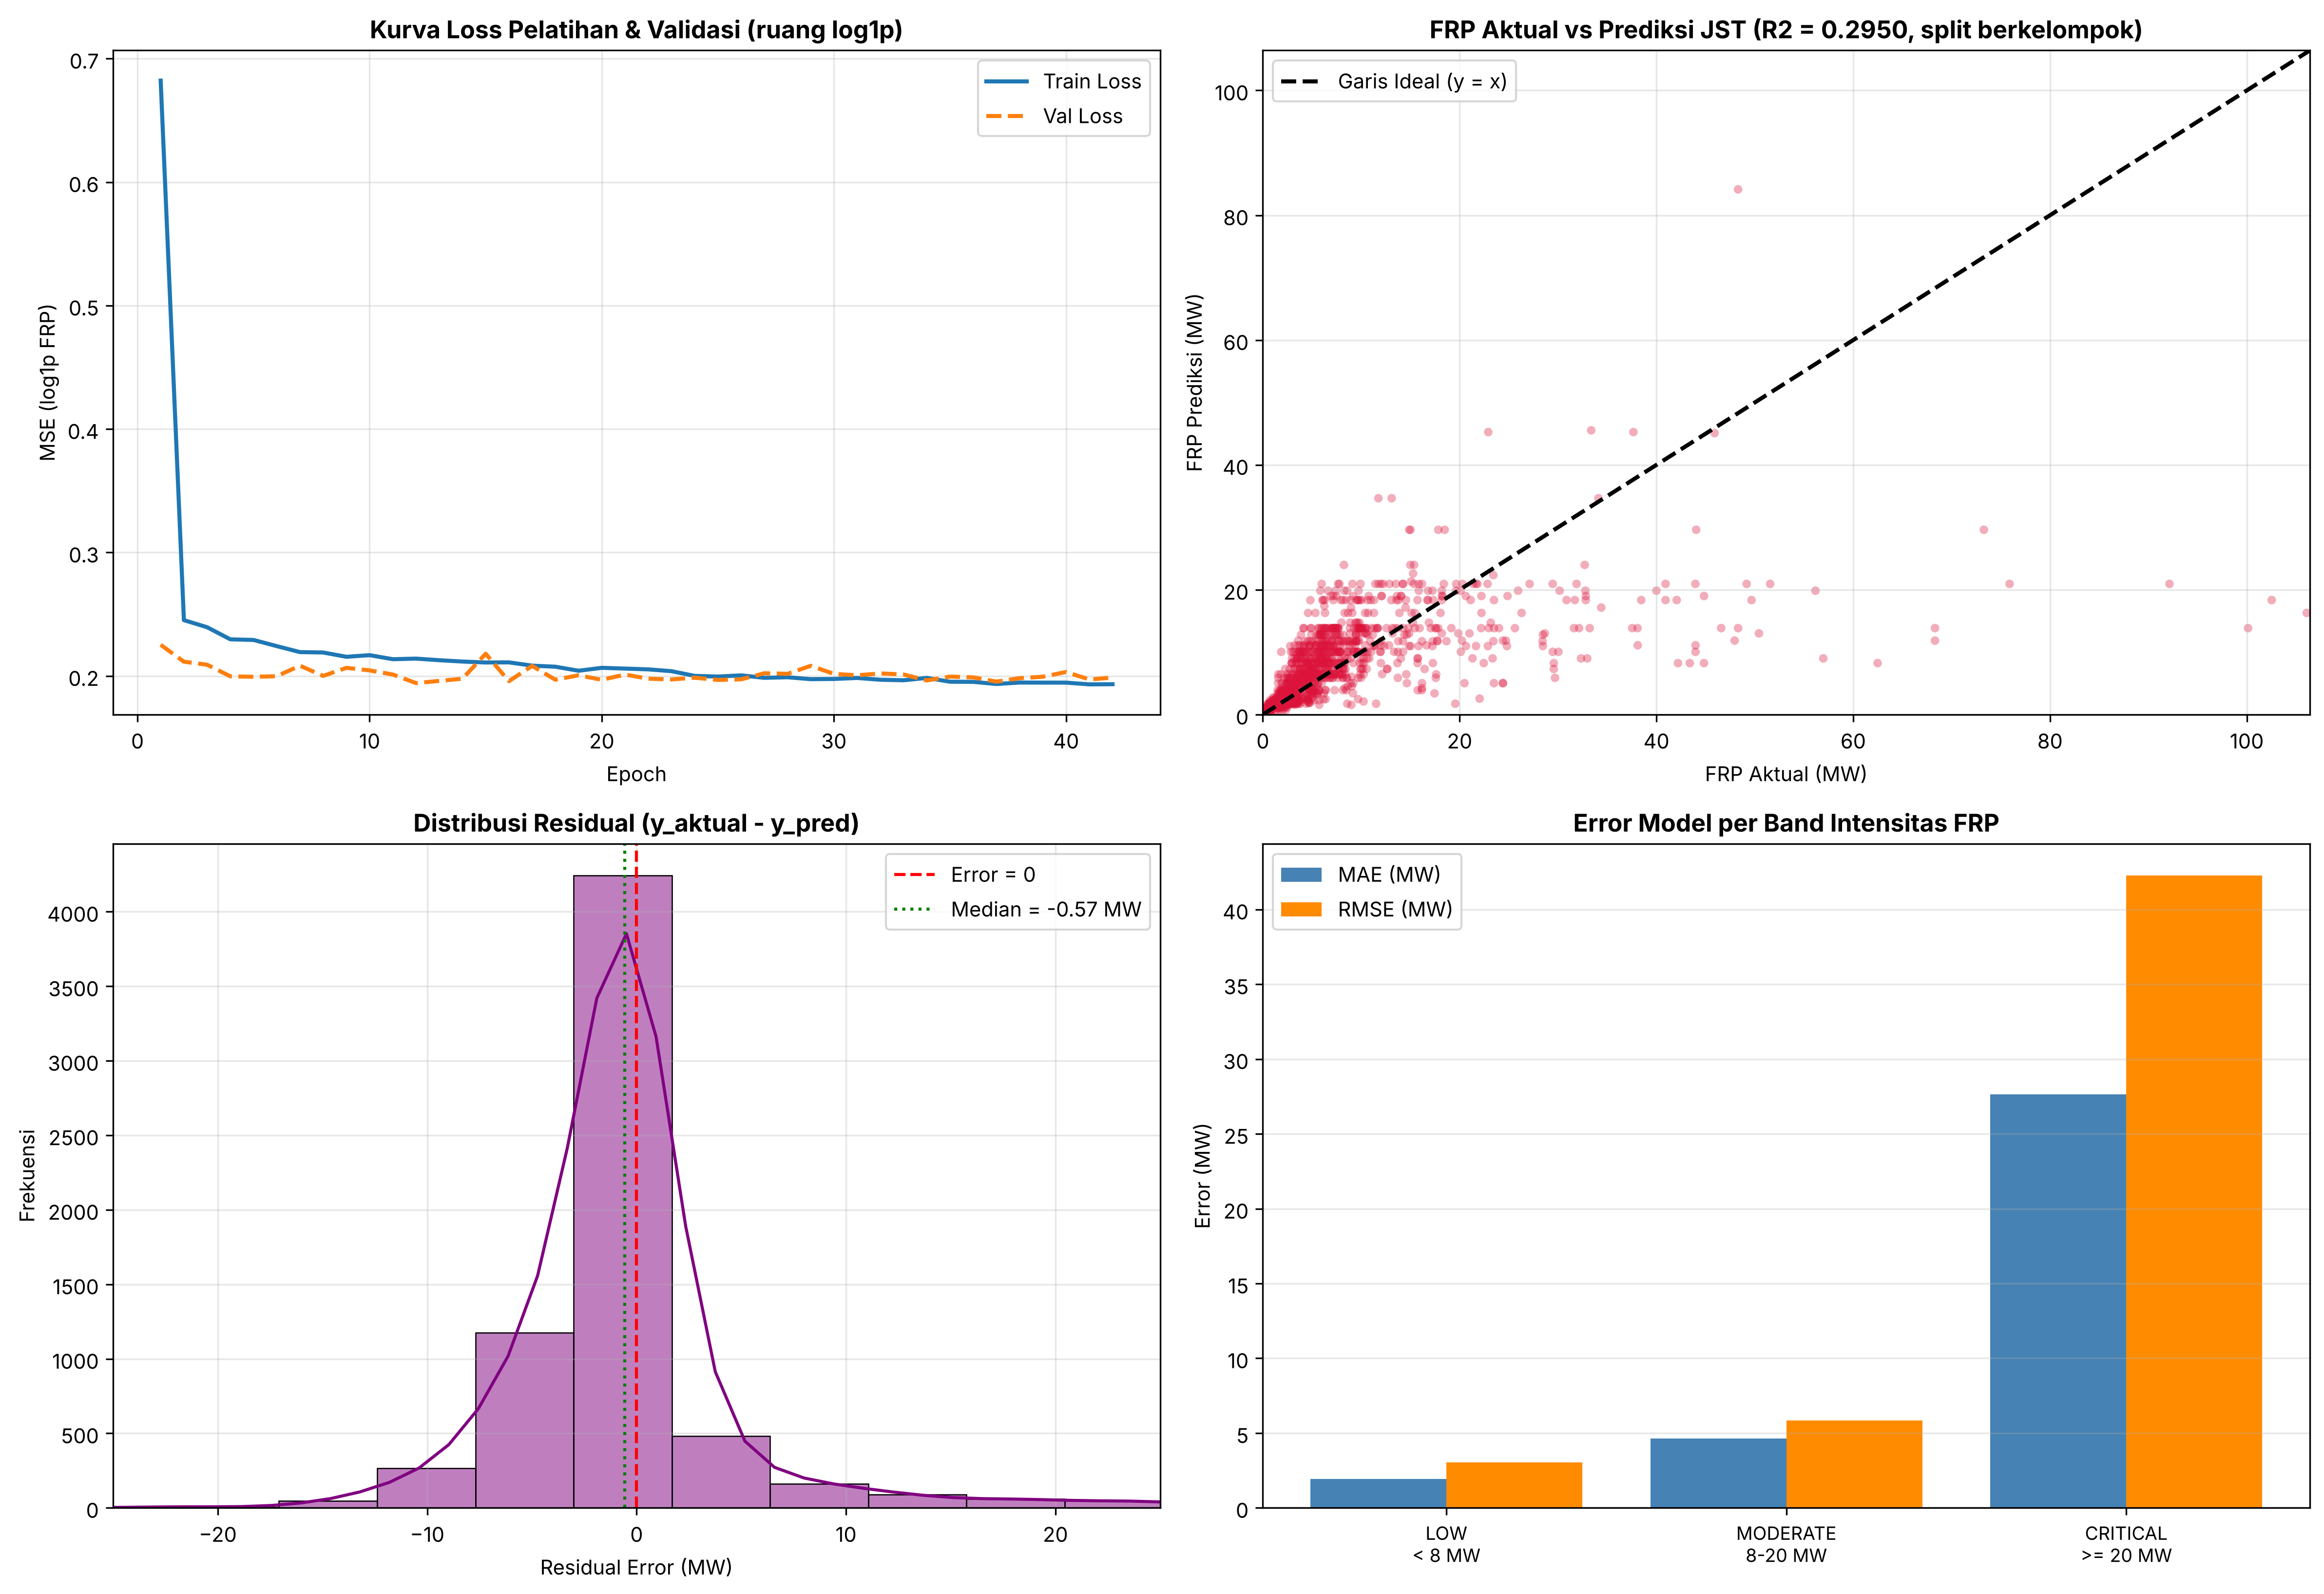 Kurva Loss Pelatihan & Validasi (ruang log1p)
Train Loss
Val Loss
MSE (log1p FRP)
0.7
0.6
0.5
0.4
0.3
0.2
0 10 20 30 40
Epoch
FRP Aktual vs Prediksi JST (R2 = 0.2950, split berkelompok)
Garis Ideal (y = x)
FRP Prediksi (MW)
100
80
60
40
20
0
0 20 40 60 80 100
FRP Aktual (MW)
Distribusi Residual (y_aktual - y_pred)
Error = 0
Median = -0.57 MW
Frekuensi
4000
3500
3000
2500
2000
1500
1000
500
0
−20 −10 0 10 20
Residual Error (MW)
Error Model per Band Intensitas FRP
MAE (MW)
RMSE (MW)
Error (MW)
40
35
30
25
20
15
10
5
0
LOW MODERATE CRITICAL
< 8 MW 8-20 MW >= 20 MW